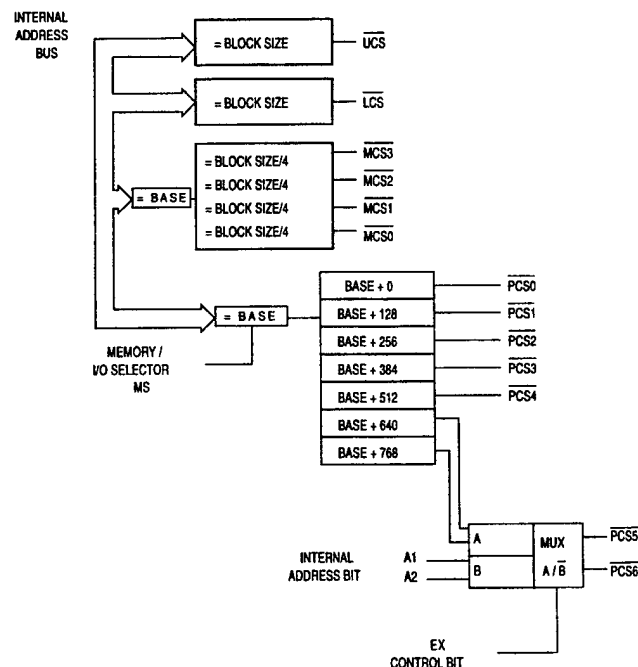 INTERNAL
ADDRESS
BUS
= BLOCK SIZE
UCS
= BLOCK SIZE
LCS
= BLOCK SIZE/4
MCS3
= BLOCK SIZE/4
MCS2
= BLOCK SIZE/4
MCS1
= BLOCK SIZE/4
MCS0
= BASE
BASE + 0
PCS0
BASE + 128
PCS1
BASE + 256
PCS2
BASE + 384
PCS3
BASE + 512
PCS4
BASE + 640
BASE + 768
= BASE
MEMORY /
I/O SELECTOR
MS
A
B
MUX
A / B̅
PCS5
PCS6
INTERNAL
ADDRESS BIT
A1
A2
EX
CONTROL BIT